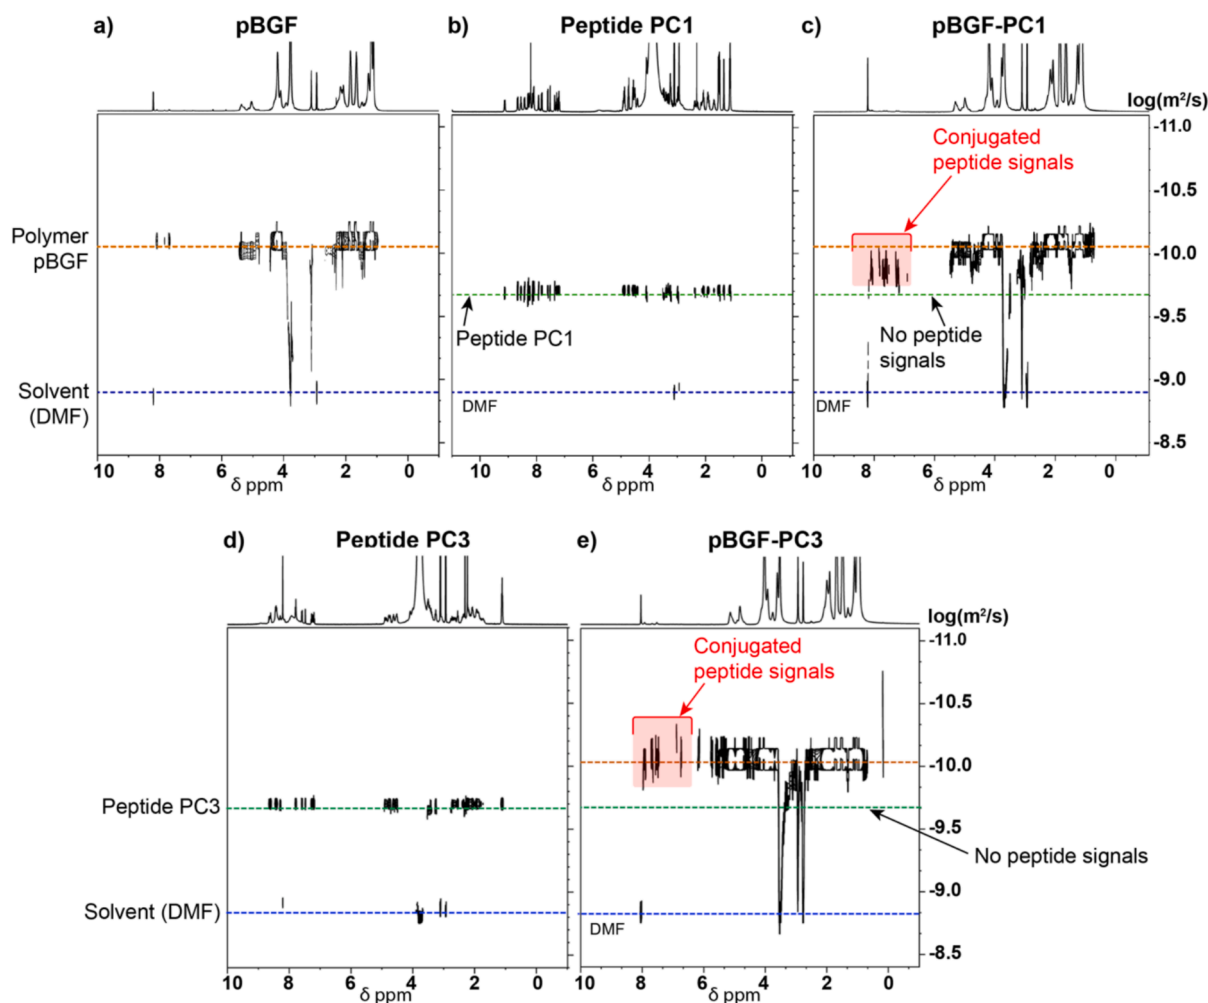 a) pBGF
b) Peptide PC1
c) pBGF-PC1
log(m²/s)
-11.0
-10.5
-10.0
-9.5
-9.0
-8.5
Conjugated
peptide signals
Polymer
pBGF
Peptide PC1
No peptide
signals
Solvent
(DMF)
DMF
DMF
10 8 6 4 2 0
δ ppm
10 8 6 4 2 0
δ ppm
10 8 6 4 2 0
δ ppm
d) Peptide PC3
e) pBGF-PC3
log(m²/s)
-11.0
-10.5
-10.0
-9.5
-9.0
-8.5
Conjugated
peptide signals
Peptide PC3
No peptide signals
Solvent (DMF)
DMF
10 8 6 4 2 0
δ ppm
10 8 6 4 2 0
δ ppm